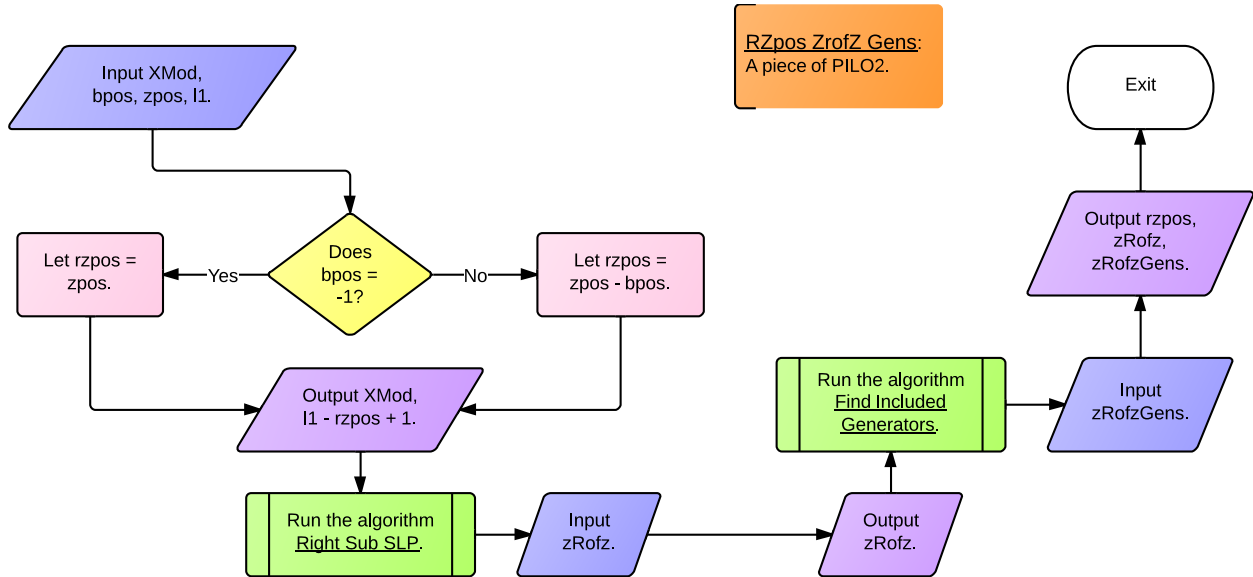 RZpos ZrofZ Gens:
A piece of PILO2.
Input XMod,
bpos, zpos, l1.
Does
bpos =
-1?
Yes
No
Let rzpos =
zpos.
Let rzpos =
zpos - bpos.
Output XMod,
l1 - rzpos + 1.
Run the algorithm
Right Sub SLP.
Input
zRofz.
Output
zRofz.
Run the algorithm
Find Included
Generators.
Input
zRofzGens.
Output rzpos,
zRofz,
zRofzGens.
Exit